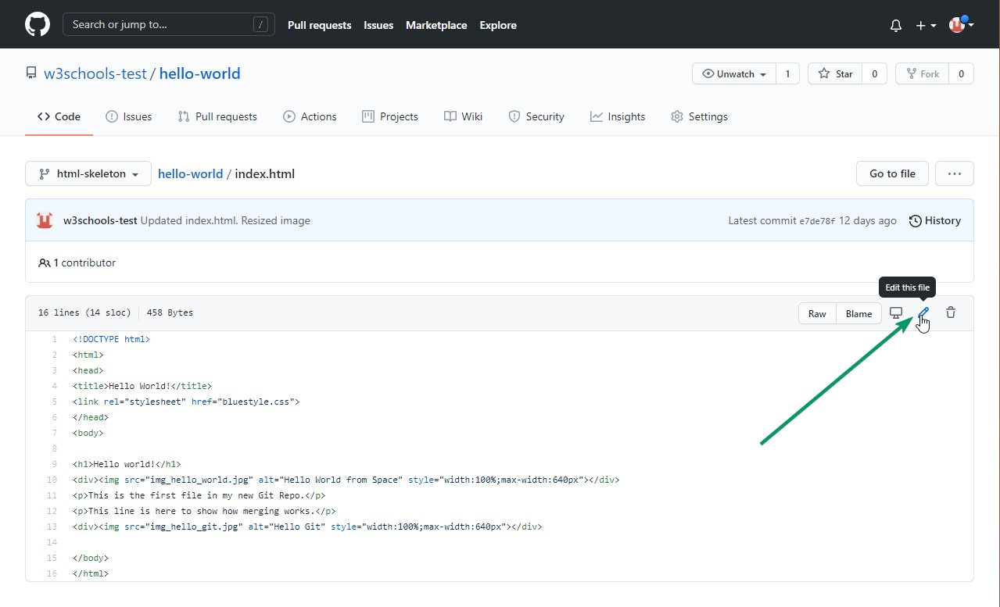 Search or jump to... / Pull requests Issues Marketplace Explore
w3schools-test / hello-world Unwatch 1 Star 0 Fork 0
Code Issues Pull requests Actions Projects Wiki Security Insights Settings
html-skeleton hello-world / index.html Go to file ...
w3schools-test Updated index.html. Resized image Latest commit e7de78f 12 days ago History
1 contributor
Edit this file
16 lines (14 sloc) 458 Bytes Raw Blame
1 <!DOCTYPE html>
2 <html>
3 <head>
4 <title>Hello World!</title>
5 <link rel="stylesheet" href="bluestyle.css">
6 </head>
7 <body>
8
9 <h1>Hello world!</h1>
10 <div><img src="img_hello_world.jpg" alt="Hello World from Space" style="width:100%;max-width:640px"></div>
11 <p>This is the first file in my new Git Repo.</p>
12 <p>This line is here to show how merging works.</p>
13 <div><img src="img_hello_git.jpg" alt="Hello Git" style="width:100%;max-width:640px"></div>
14
15 </body>
16 </html>